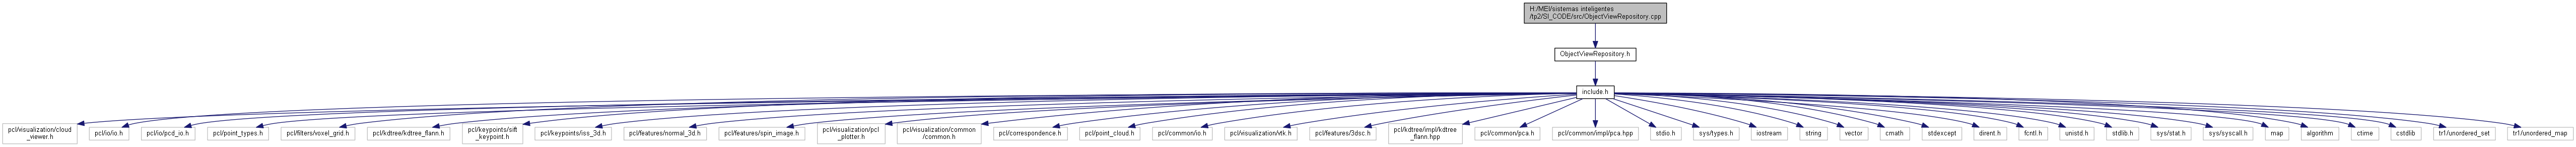 H:/MEI/sistemas inteligentes
/tp2/SI_CODE/src/ObjectViewRepository.cpp
ObjectViewRepository.h
include.h
pcl/visualization/cloud
_viewer.h
pcl/io/io.h
pcl/io/pcd_io.h
pcl/point_types.h
pcl/filters/voxel_grid.h
pcl/kdtree/kdtree_flann.h
pcl/keypoints/sift
_keypoint.h
pcl/keypoints/iss_3d.h
pcl/features/normal_3d.h
pcl/features/spin_image.h
pcl/visualization/pcl
_plotter.h
pcl/visualization/common
/common.h
pcl/correspondence.h
pcl/point_cloud.h
pcl/common/io.h
pcl/visualization/vtk.h
pcl/features/3dsc.h
pcl/kdtree/impl/kdtree
_flann.hpp
pcl/common/pca.h
pcl/common/impl/pca.hpp
stdio.h
sys/types.h
iostream
string
vector
cmath
stdexcept
dirent.h
fcntl.h
unistd.h
stdlib.h
sys/stat.h
sys/syscall.h
map
algorithm
ctime
cstdlib
tr1/unordered_set
tr1/unordered_map